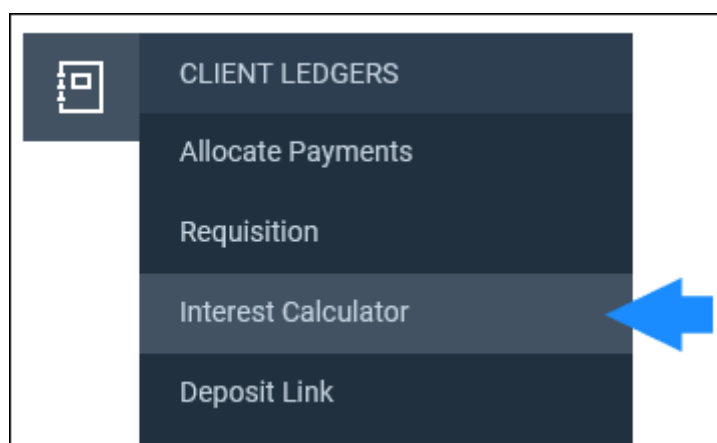 CLIENT LEDGERS
Allocate Payments
Requisition
Interest Calculator
Deposit Link